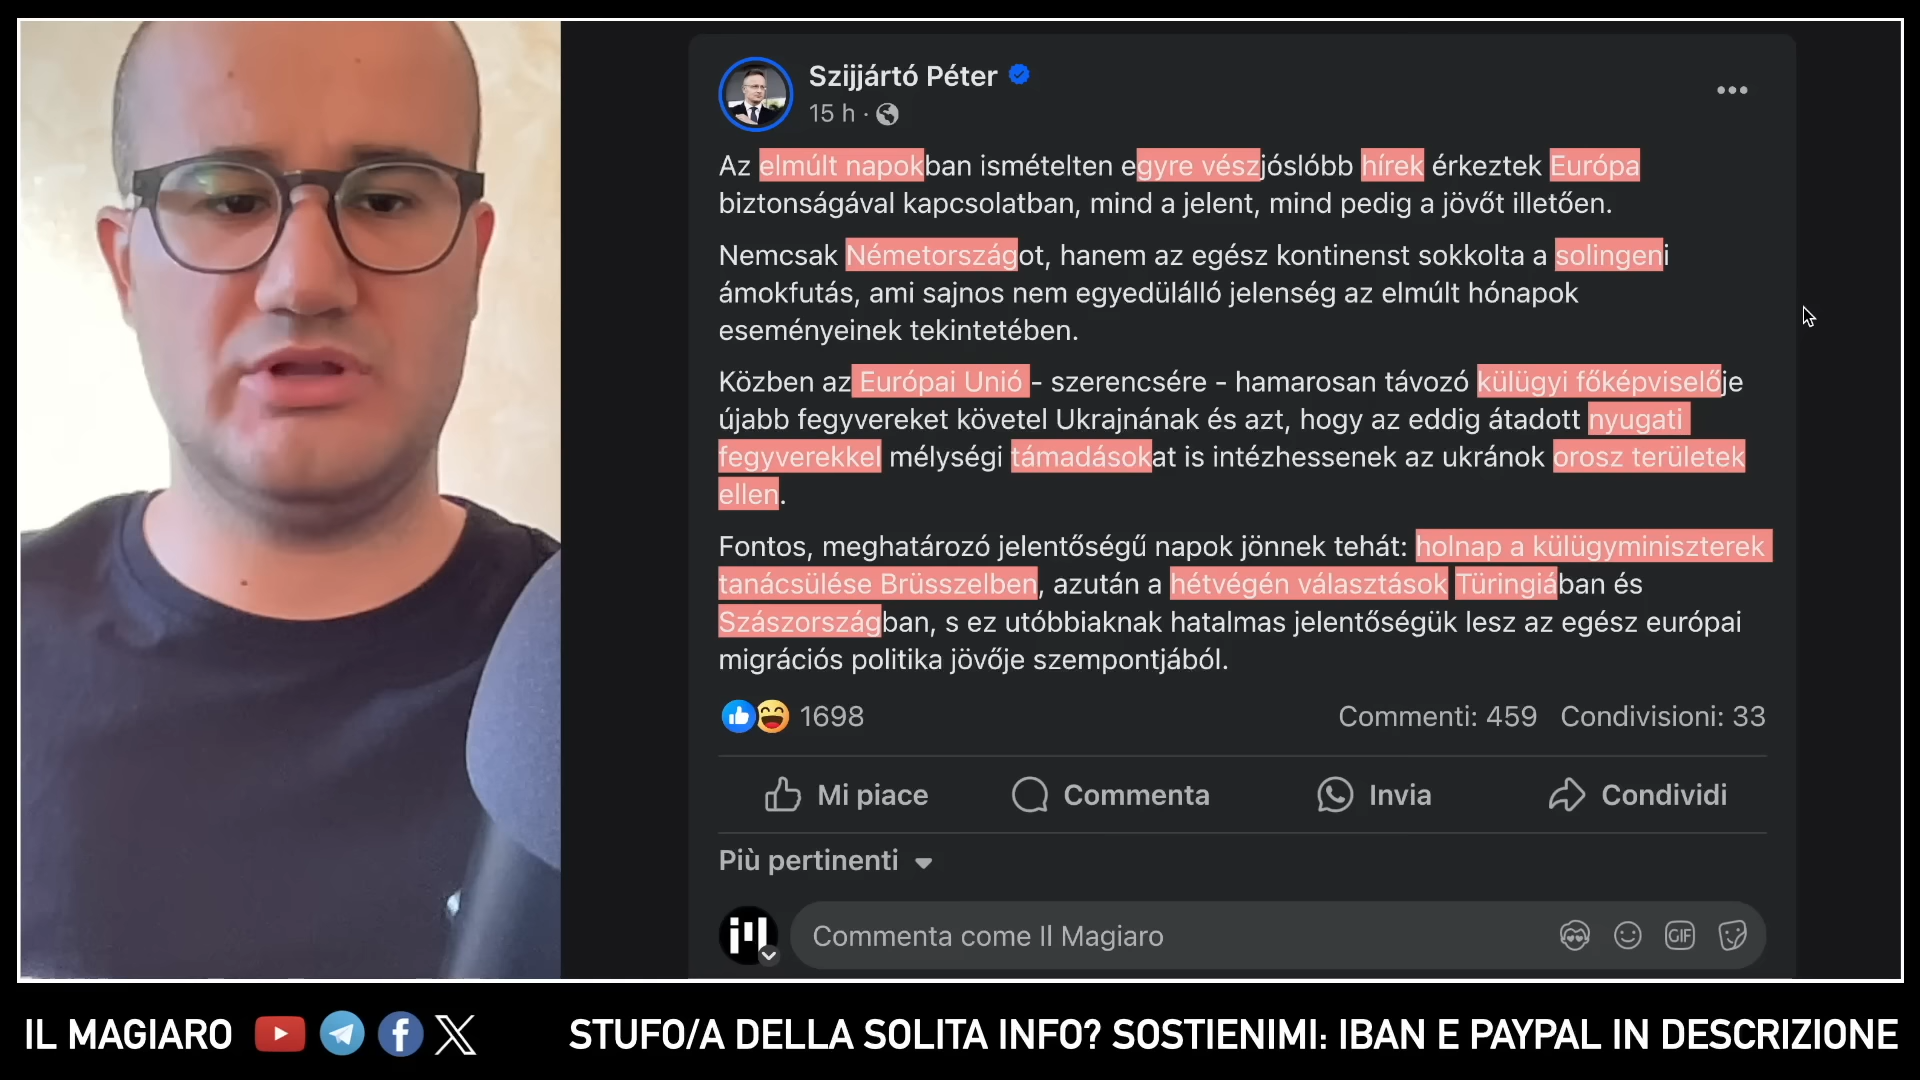 Szijjártó Péter
15 h ·
Az elmúlt napokban ismételten egyre vészjóslóbb hírek érkeztek Európa
biztonságával kapcsolatban, mind a jelent, mind pedig a jövőt illetően.
Nemcsak Németországot, hanem az egész kontinenst sokkolta a solingeni
ámokfutás, ami sajnos nem egyedülálló jelenség az elmúlt hónapok
eseményeinek tekintetében.
Közben az Európai Unió - szerencsére - hamarosan távozó külügyi főképviselője
újabb fegyvereket követel Ukrajnának és azt, hogy az eddig átadott nyugati
fegyverekkel mélységi támadásokat is intézhessenek az ukránok orosz területek
ellen.
Fontos, meghatározó jelentőségű napok jönnek tehát: holnap a külügyminiszterek
tanácsülése Brüsszelben, azután a hétvégén választások Türingiában és
Szászországban, s ez utóbbiaknak hatalmas jelentőségük lesz az egész európai
migrációs politika jövője szempontjából.
1698 Commenti: 459 Condivisioni: 33
Mi piace Commenta Invia Condividi
Più pertinenti
Commenta come Il Magiaro GIF
IL MAGIARO STUFO/A DELLA SOLITA INFO? SOSTIENIMI: IBAN E PAYPAL IN DESCRIZIONE